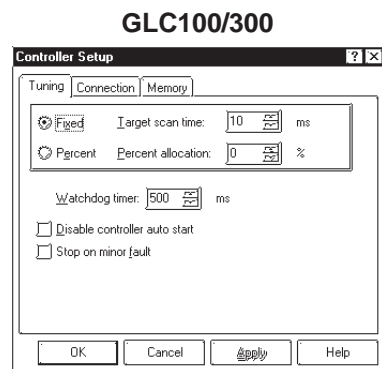 GLC100/300
Controller Setup
Tuning Connection Memory
Fixed Target scan time: 10 ms
Percent Percent allocation: 0 %
Watchdog timer: 500 ms
Disable controller auto start
Stop on minor fault
OK Cancel Apply Help